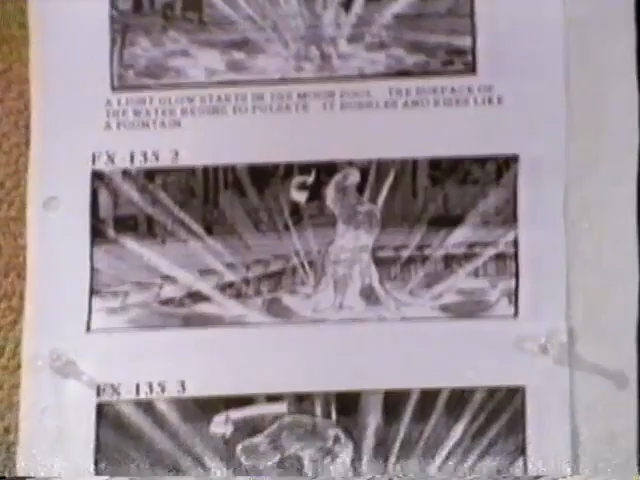 A LIGHT GLOW STARTS IN THE MOON POOL. THE SURFACE OF
THE WATER BEGINS TO PULSATE. IT BUBBLES AND RISES LIKE
A FOUNTAIN
FX-135.2
FX-135.3